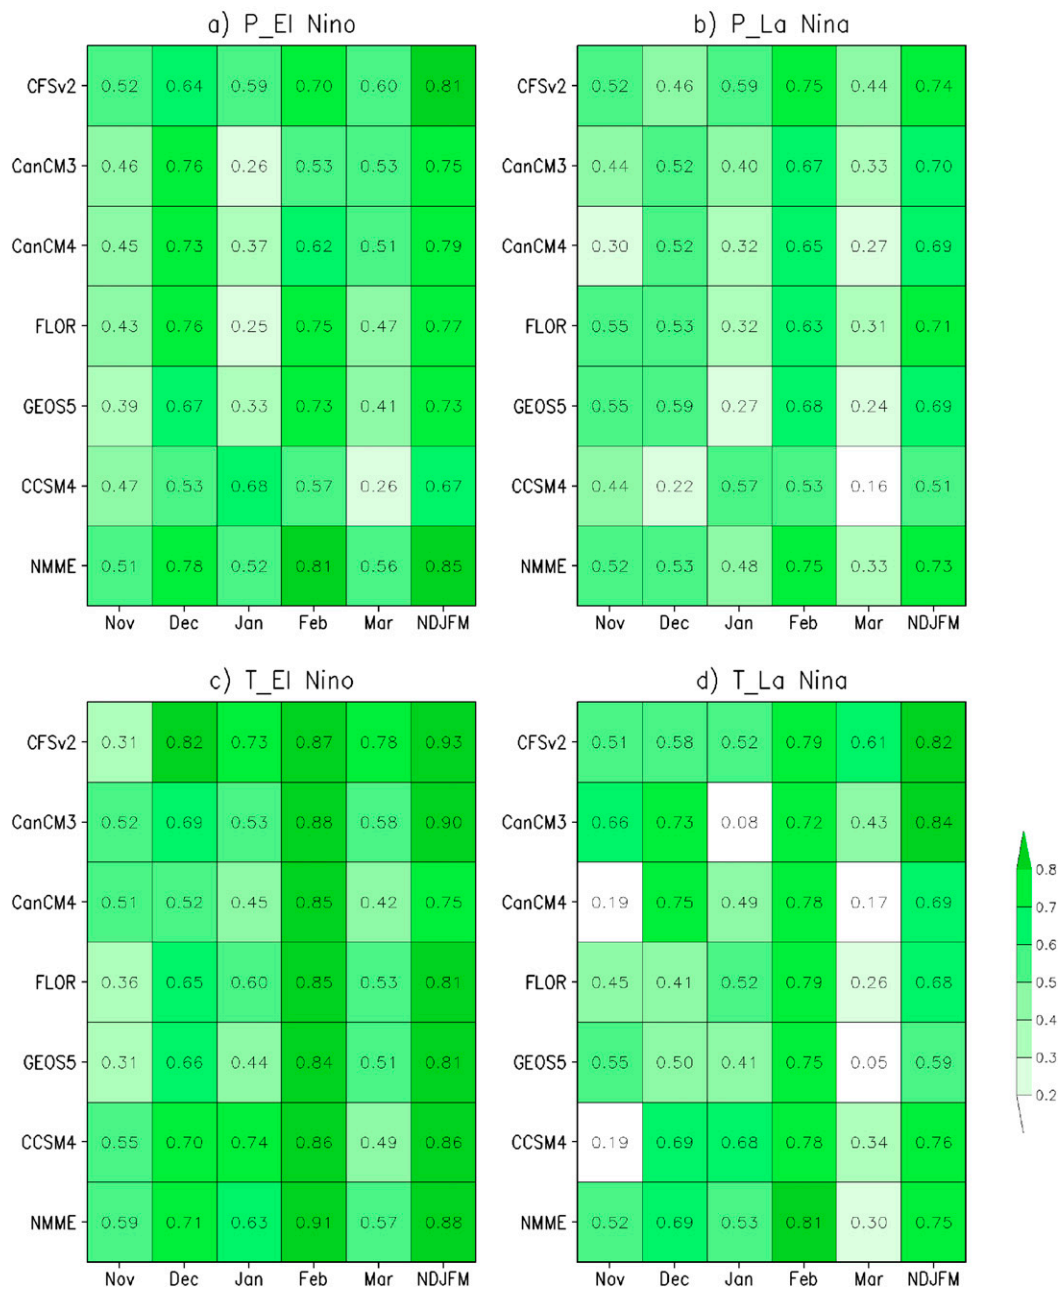 a) P_El Nino
CFSv2 0.52 0.64 0.59 0.70 0.60 0.81
CanCM3 0.46 0.76 0.26 0.53 0.53 0.75
CanCM4 0.45 0.73 0.37 0.62 0.51 0.79
FLOR 0.43 0.76 0.25 0.75 0.47 0.77
GEOS5 0.39 0.67 0.33 0.73 0.41 0.73
CCSM4 0.47 0.53 0.68 0.57 0.26 0.67
NMME 0.51 0.78 0.52 0.81 0.56 0.85
Nov Dec Jan Feb Mar NDJFM
b) P_La Nina
CFSv2 0.52 0.46 0.59 0.75 0.44 0.74
CanCM3 0.44 0.52 0.40 0.67 0.33 0.70
CanCM4 0.30 0.52 0.32 0.65 0.27 0.69
FLOR 0.55 0.53 0.32 0.63 0.31 0.71
GEOS5 0.55 0.59 0.27 0.68 0.24 0.69
CCSM4 0.44 0.22 0.57 0.53 0.16 0.51
NMME 0.52 0.53 0.48 0.75 0.33 0.73
Nov Dec Jan Feb Mar NDJFM
c) T_El Nino
CFSv2 0.31 0.82 0.73 0.87 0.78 0.93
CanCM3 0.52 0.69 0.53 0.88 0.58 0.90
CanCM4 0.51 0.52 0.45 0.85 0.42 0.75
FLOR 0.36 0.65 0.60 0.85 0.53 0.81
GEOS5 0.31 0.66 0.44 0.84 0.51 0.81
CCSM4 0.55 0.70 0.74 0.86 0.49 0.86
NMME 0.59 0.71 0.63 0.91 0.57 0.88
Nov Dec Jan Feb Mar NDJFM
d) T_La Nina
CFSv2 0.51 0.58 0.52 0.79 0.61 0.82
CanCM3 0.66 0.73 0.08 0.72 0.43 0.84
CanCM4 0.19 0.75 0.49 0.78 0.17 0.69
FLOR 0.45 0.41 0.52 0.79 0.26 0.68
GEOS5 0.55 0.50 0.41 0.75 0.05 0.59
CCSM4 0.19 0.69 0.68 0.78 0.34 0.76
NMME 0.52 0.69 0.53 0.81 0.30 0.75
Nov Dec Jan Feb Mar NDJFM
0.8
0.7
0.6
0.5
0.4
0.3
0.2